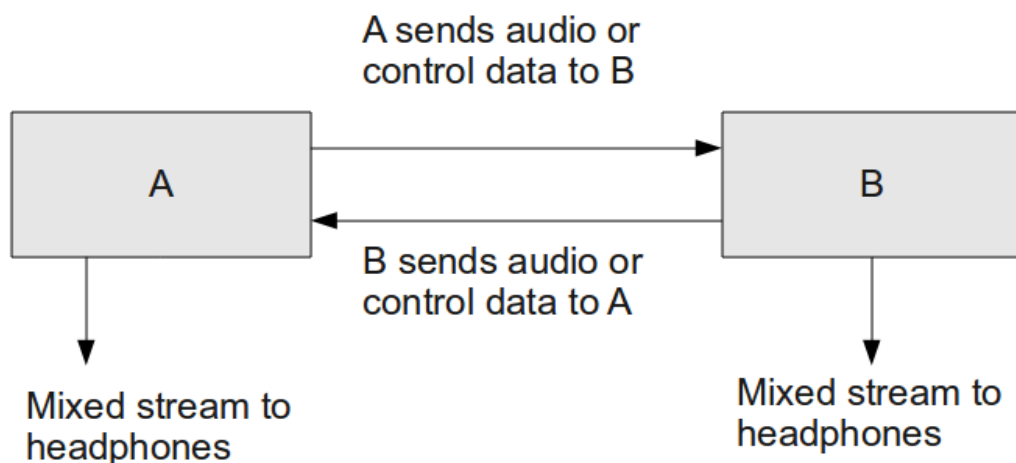 A sends audio or
control data to B
A
B
B sends audio or
control data to A
Mixed stream to
headphones
Mixed stream to
headphones